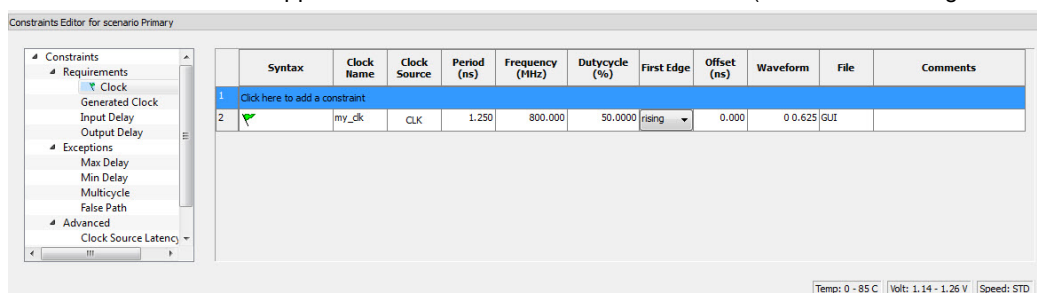 Constraints Editor for scenario Primary
Constraints
Requirements
Clock
Generated Clock
Input Delay
Output Delay
Exceptions
Max Delay
Min Delay
Multicycle
False Path
Advanced
Clock Source Latency
Syntax Clock Name Clock Source Period (ns) Frequency (MHz) Dutycycle (%) First Edge Offset (ns) Waveform File Comments
1 Click here to add a constraint
2 my_clk CLK 1.250 800.000 50.0000 rising 0.000 0 0.625 GUI
Temp: 0 - 85 C Volt: 1.14 - 1.26 V Speed: STD